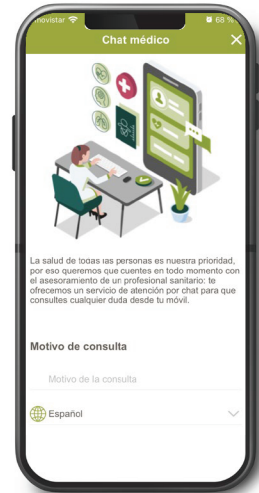 movistar 68 %
Chat médico
La salud de todas las personas es nuestra prioridad,
por eso queremos que cuentes en todo momento con
el asesoramiento de un profesional sanitario: te
ofrecemos un servicio de atención por chat para que
consultes cualquier duda desde tu móvil.
Motivo de consulta
Motivo de la consulta
Español